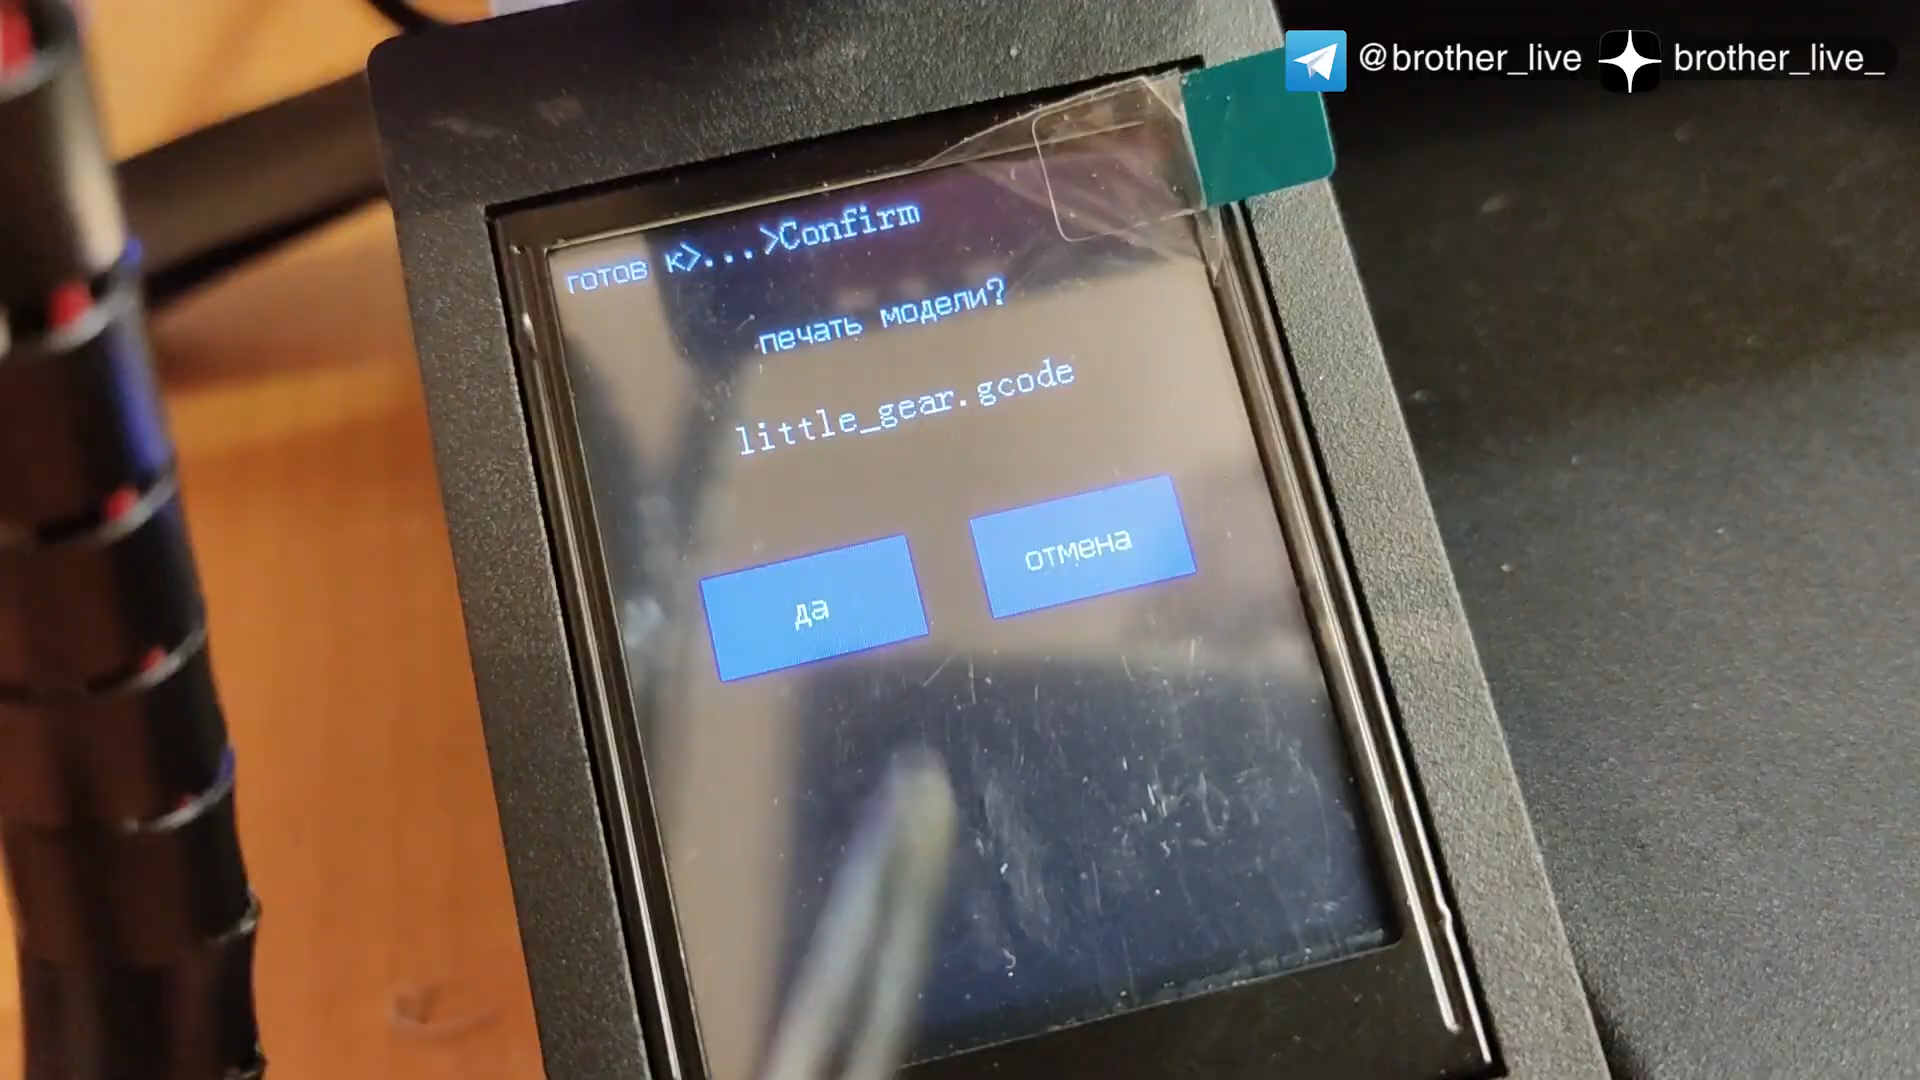 @brother_live brother_live_
готов к>...>Confirm
печать модели?
little_gear.gcode
да
отмена